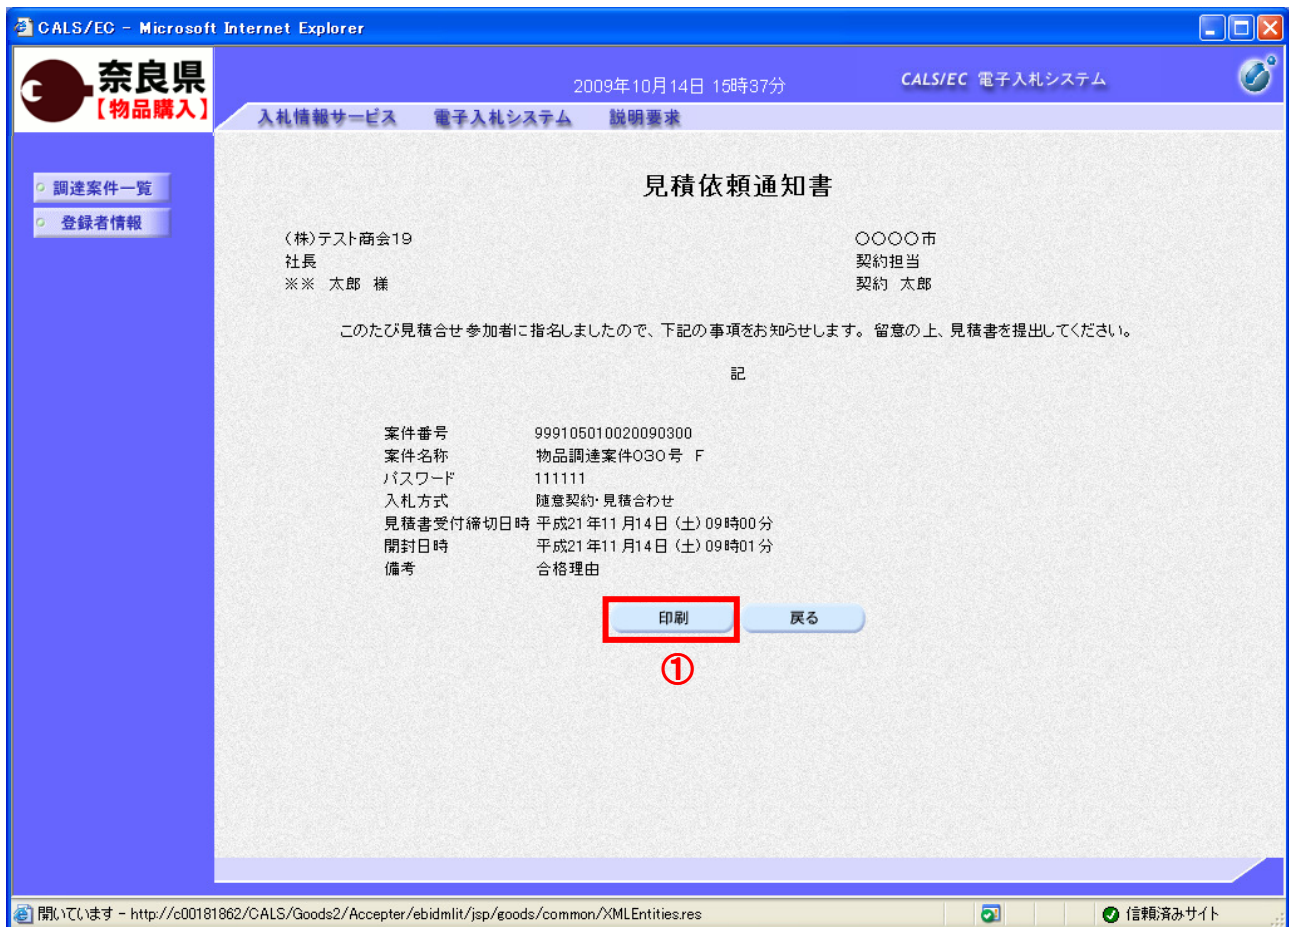 CALS/EC - Microsoft Internet Explorer
奈良県
【物品購入】
2009年10月14日 15時37分
CALS/EC 電子入札システム
入札情報サービス 電子入札システム 説明要求
調達案件一覧
登録者情報
見積依頼通知書
(株)テスト商会19
社長
※※ 太郎 様
〇〇〇〇市
契約担当
契約 太郎
このたび見積合せ参加者に指名しましたので、下記の事項をお知らせします。留意の上、見積書を提出してください。
記
案件番号 999105010020090300
案件名称 物品調達案件030号 F
パスワード 111111
入札方式 随意契約・見積合わせ
見積書受付締切日時 平成21年11月14日(土)09時00分
開封日時 平成21年11月14日(土)09時01分
備考 合格理由
印刷 戻る
①
開いています - http://c00181862/CALS/Goods2/Accepter/ebidmlit/jsp/goods/common/XMLEntities.res
信頼済みサイト